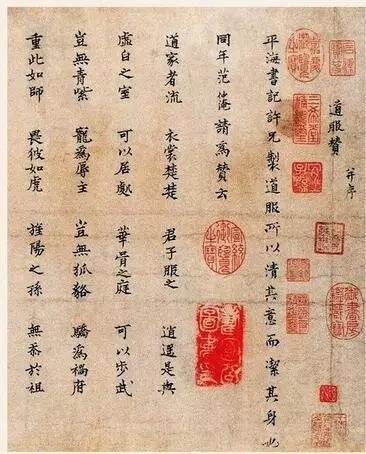 道服贊 并序
平海書記許兄製道服所以清其意而潔其身也
同年范仲淹請爲贊云
道家者流 衣裳楚楚 君子服之 逍遙是與
虛白之室 可以居處 華胥之庭 可以步武
豈無青紫 寵爲辱主 豈無狐貉 驕爲禍府
重此如師 畏彼如虎 旌陽之孫 無忝於祖